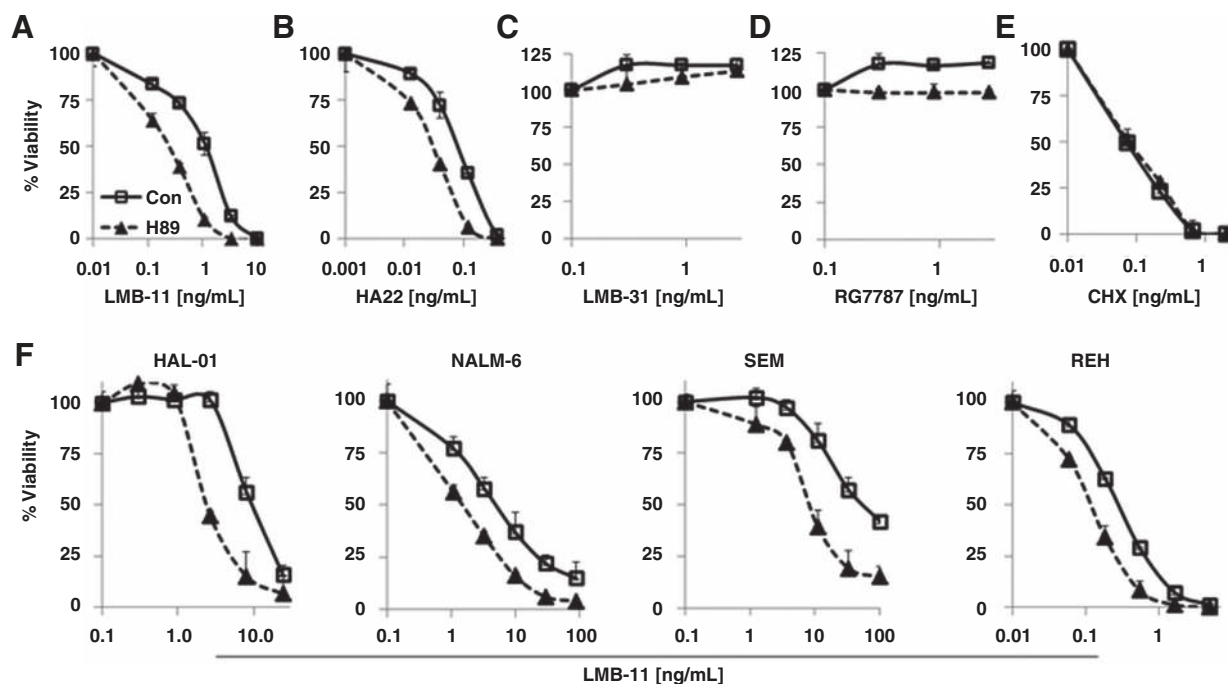 A
% Viability
100
75
50
25
0
Con
H89
0.01 0.1 1 10
LMB-11 [ng/mL]
B
100
75
50
25
0
0.001 0.01 0.1
HA22 [ng/mL]
C
125
100
75
50
25
0
0.1 1
LMB-31 [ng/mL]
D
125
100
75
50
25
0
0.1 1
RG7787 [ng/mL]
E
100
75
50
25
0
0.01 0.1 1
CHX [ng/mL]
F
HAL-01
% Viability
100
75
50
25
0
0.1 1.0 10.0
NALM-6
100
75
50
25
0
0.1 1 10 100
SEM
100
75
50
25
0
0.1 1 10 100
REH
100
75
50
25
0
0.01 0.1 1
LMB-11 [ng/mL]